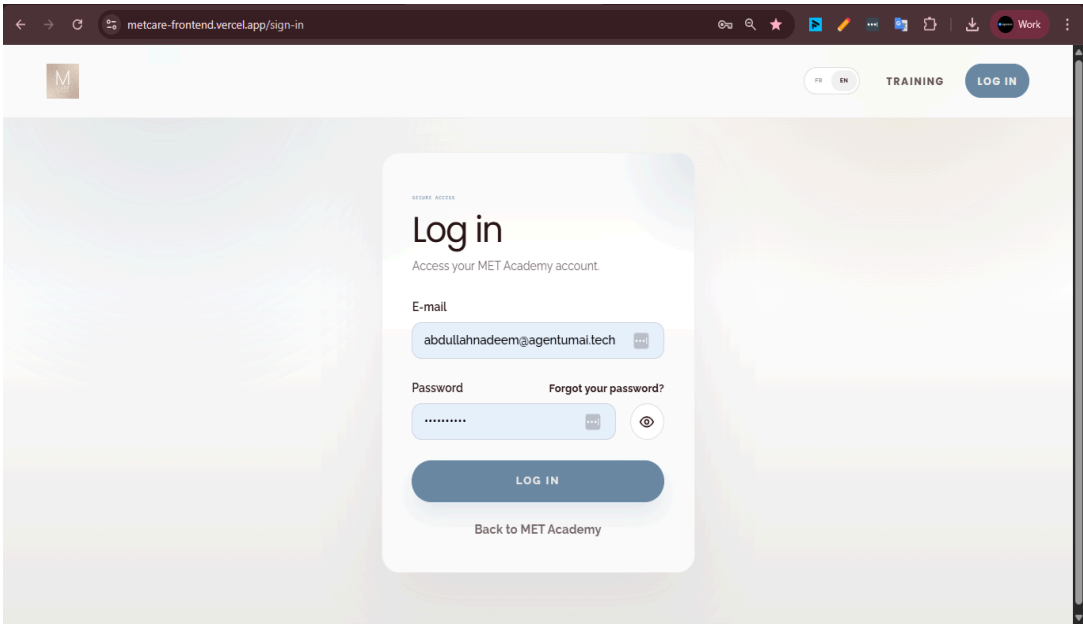 metcare-frontend.vercel.app/sign-in
Work
M
FR EN TRAINING LOG IN
SECURE ACCESS
Log in
Access your MET Academy account.
E-mail
abdullahnadeem@agentumai.tech
Password Forgot your password?
LOG IN
Back to MET Academy